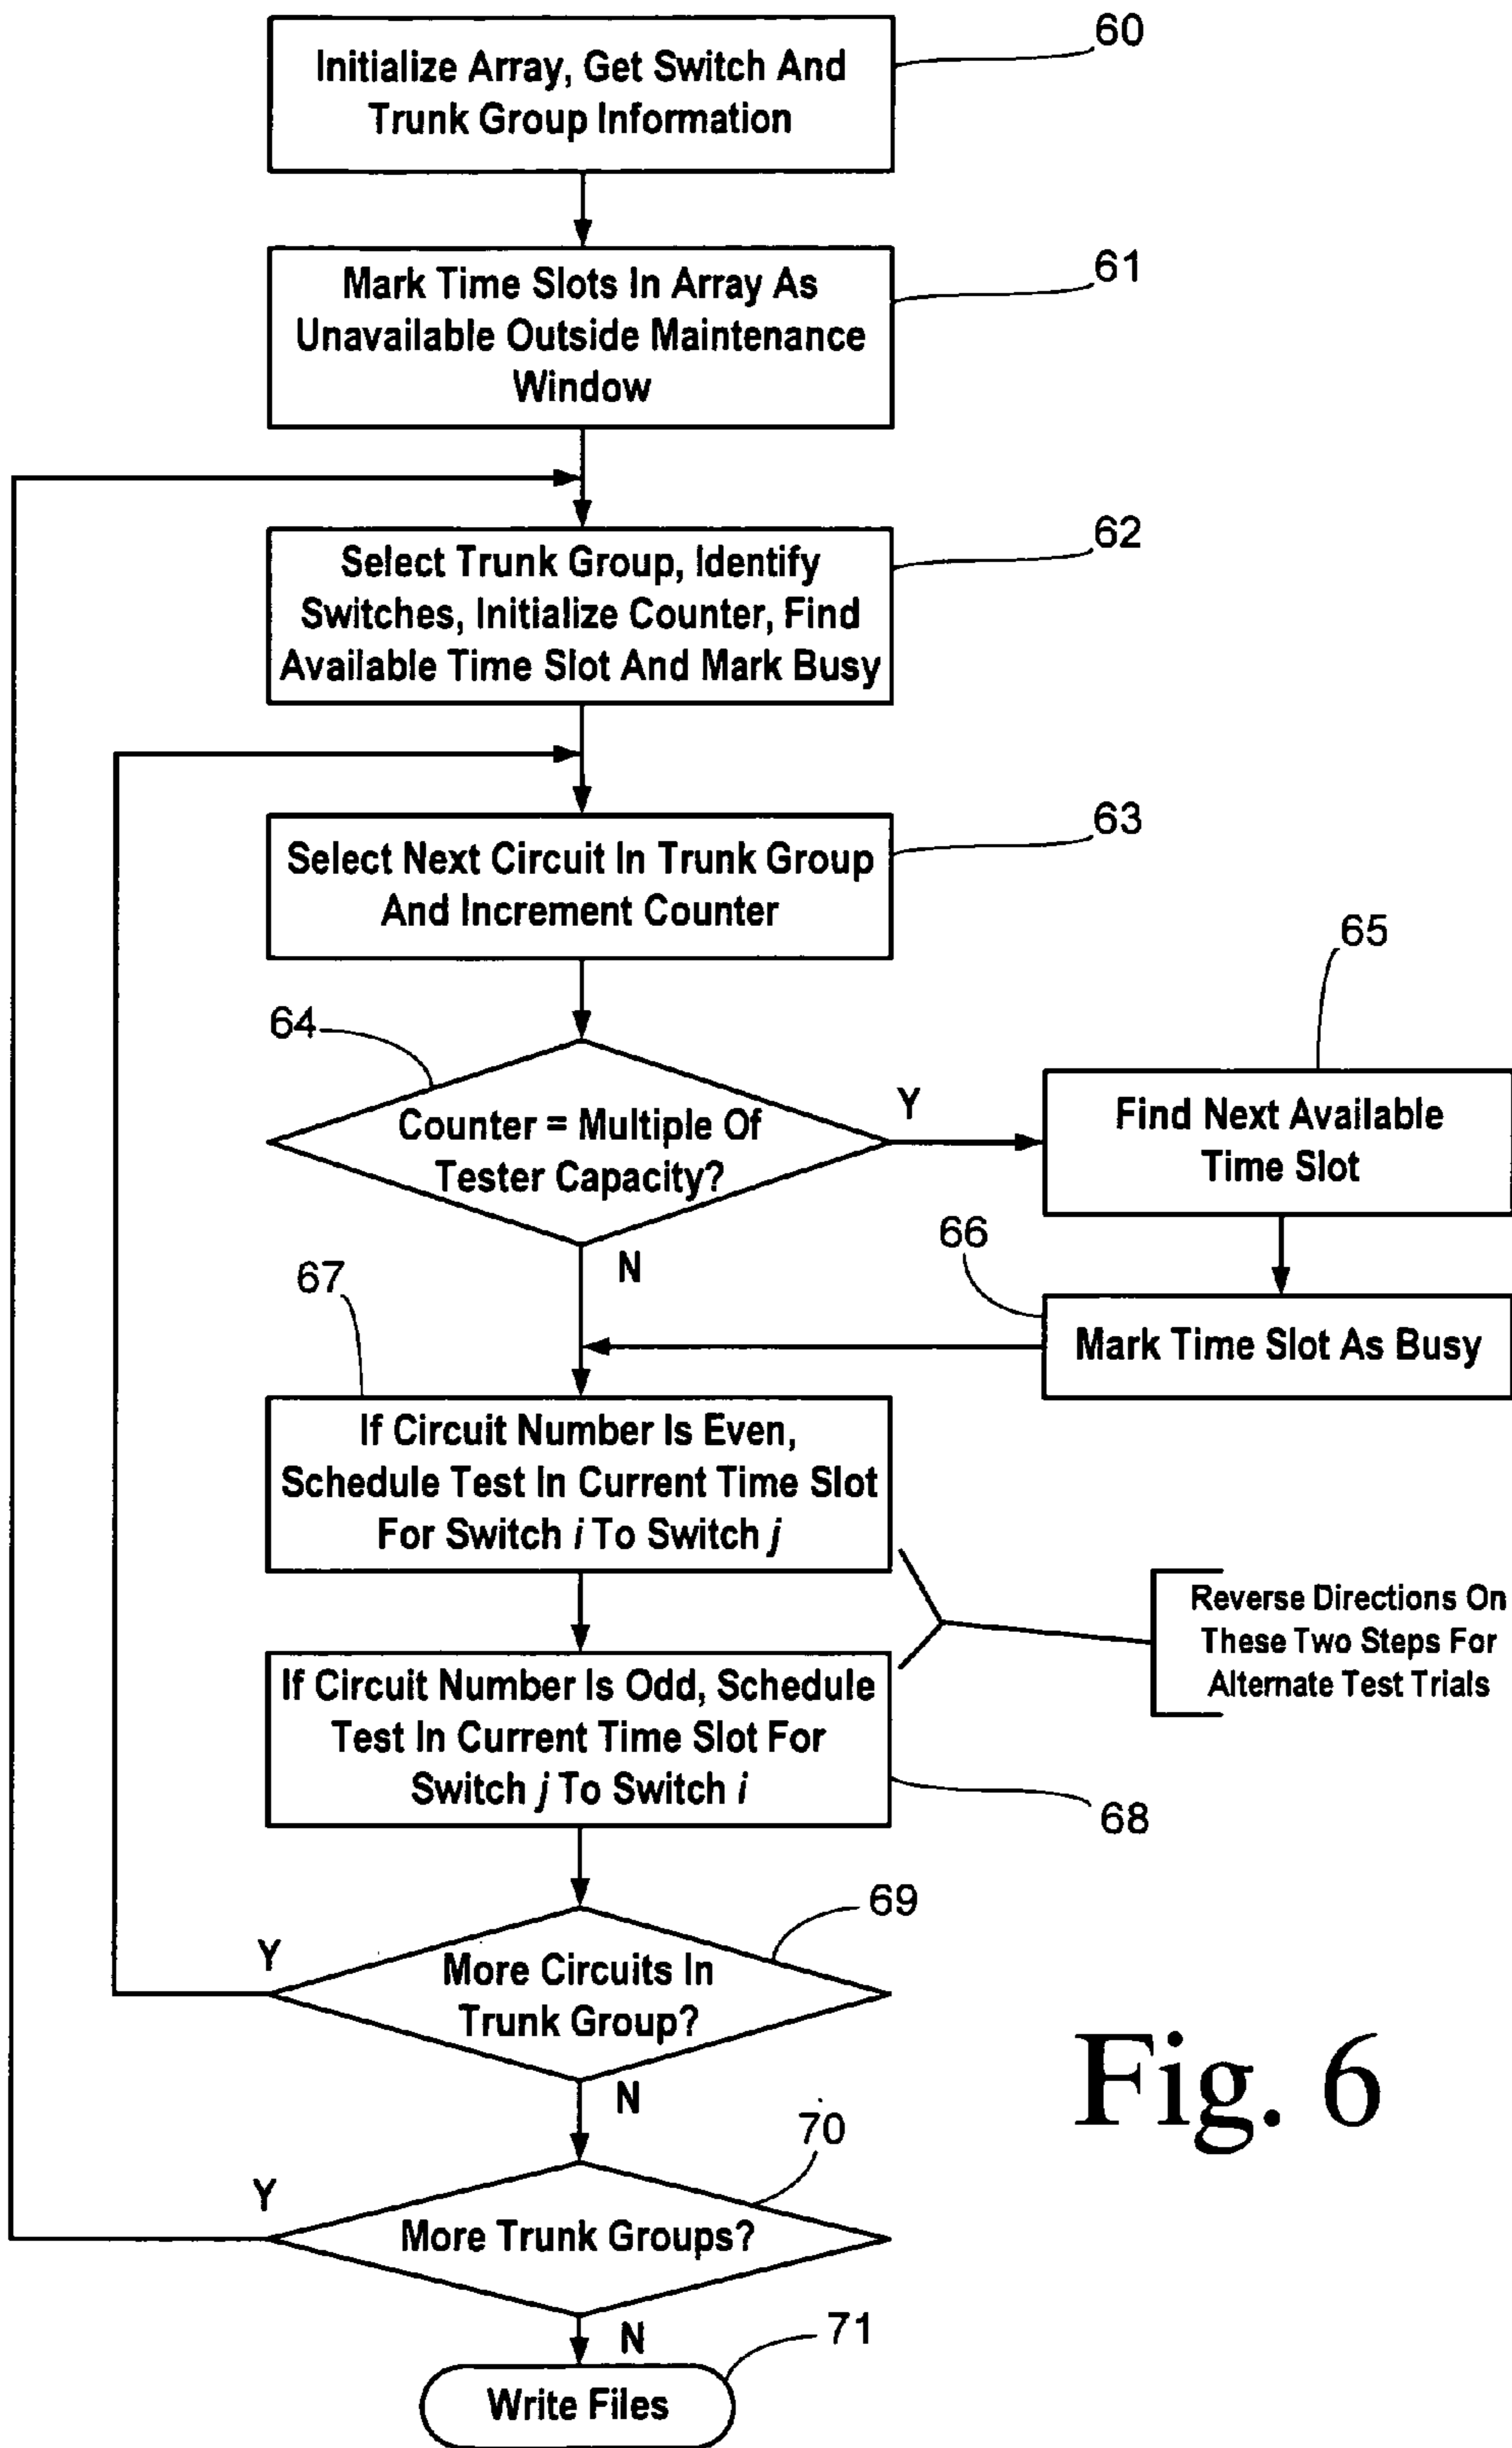 60
Initialize Array, Get Switch And
Trunk Group Information
61
Mark Time Slots In Array As
Unavailable Outside Maintenance
Window
62
Select Trunk Group, Identify
Switches, Initialize Counter, Find
Available Time Slot And Mark Busy
63
Select Next Circuit In Trunk Group
And Increment Counter
64
Counter = Multiple Of
Tester Capacity?
Y
N
65
Find Next Available
Time Slot
66
Mark Time Slot As Busy
67
If Circuit Number Is Even,
Schedule Test In Current Time Slot
For Switch i To Switch j
Reverse Directions On
These Two Steps For
Alternate Test Trials
If Circuit Number Is Odd, Schedule
Test In Current Time Slot For
Switch j To Switch i
68
69
Y
More Circuits In
Trunk Group?
N
70
Y
More Trunk Groups?
N
71
Write Files
Fig. 6